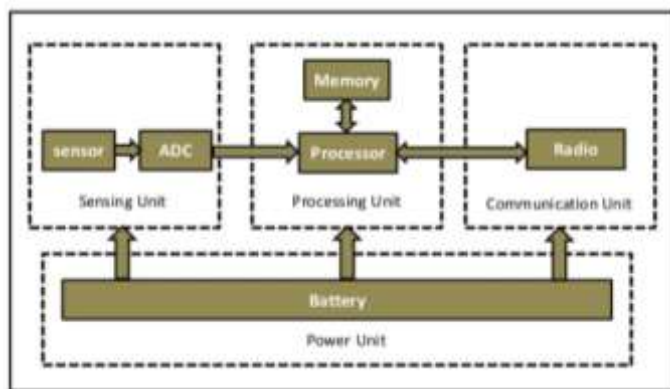 Memory
sensor
ADC
Processor
Radio
Sensing Unit
Processing Unit
Communication Unit
Battery
Power Unit